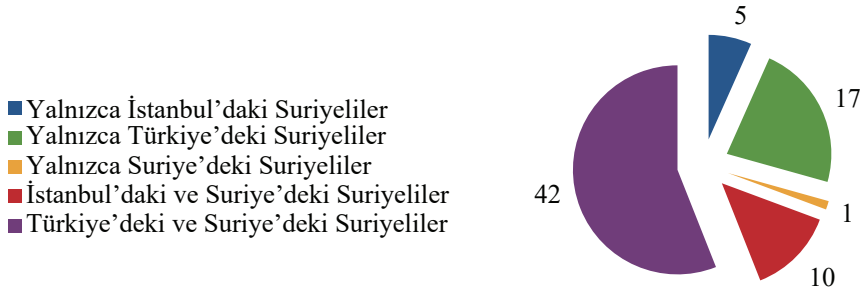 Yalnızca İstanbul’daki Suriyeliler
Yalnızca Türkiye’deki Suriyeliler
Yalnızca Suriye’deki Suriyeliler
İstanbul’daki ve Suriye’deki Suriyeliler
Türkiye’deki ve Suriye’deki Suriyeliler
5
17
1
10
42